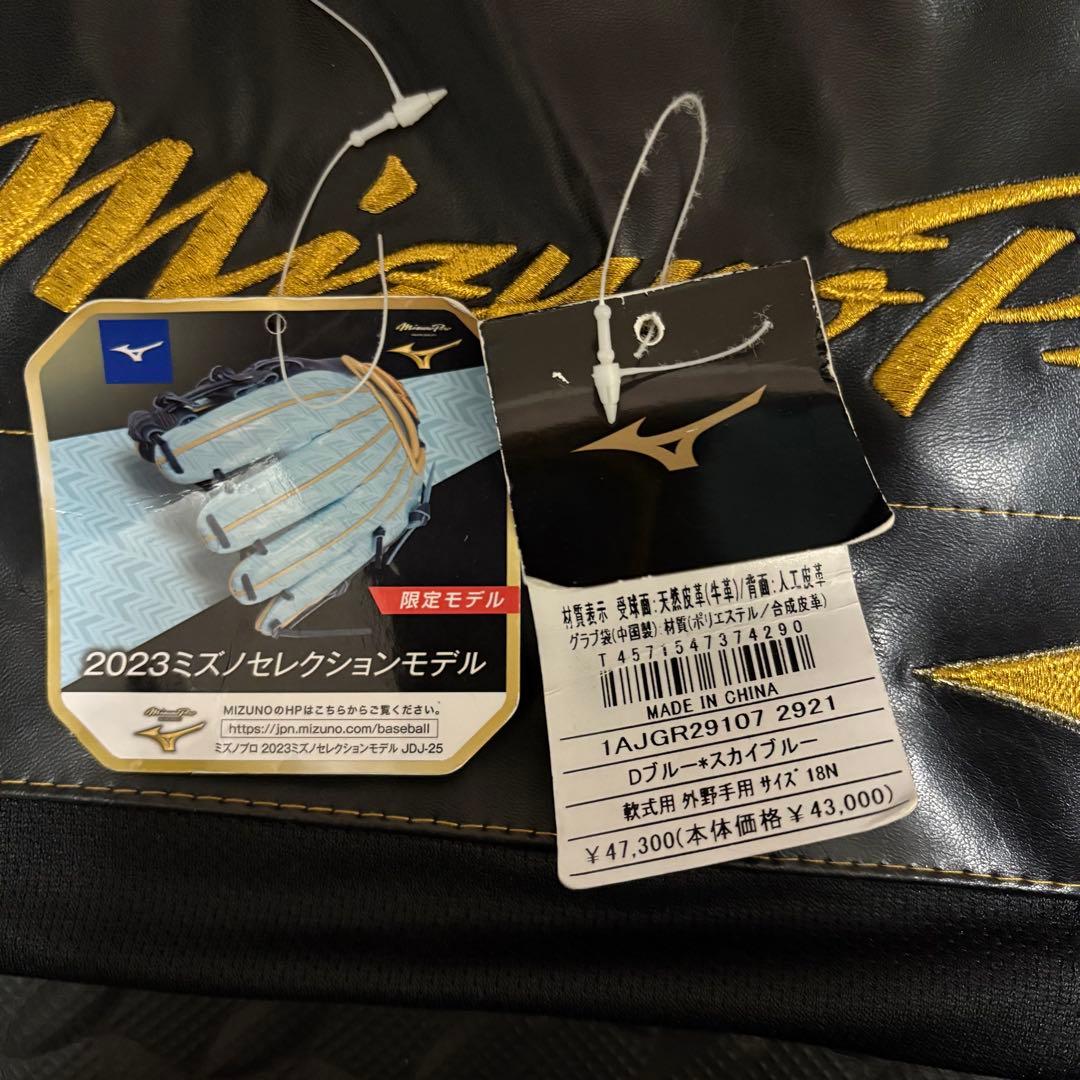 Mizuno P
Mizuno Pro
限定モデル
2023ミズノセレクションモデル
Mizuno Pro
MIZUNOのHPはこちらからご覧ください。
https://jpn.mizuno.com/baseball
ミズノプロ 2023ミズノセレクションモデル JDJ-25
材質表示 受球面:天然皮革(牛革)/背面:人工皮革
グラブ袋(中国製):材質(ポリエステル/合成皮革)
T 4571547374290
MADE IN CHINA
1AJGR29107 2921
Dブルー*スカイブルー
軟式用 外野手用 サイズ 18N
¥47,300(本体価格¥43,000)